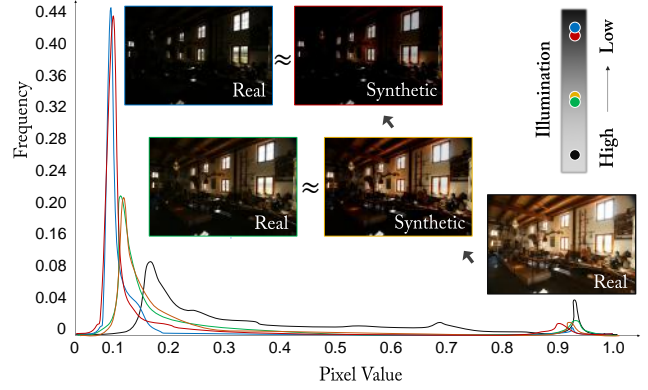 0.44
0.40
0.36
0.32
0.28
0.24
0.20
0.16
0.08
0.04
0
Frequency
0
0.1
0.2
0.3
0.4
0.5
0.6
0.7
0.8
0.9
1.0
Pixel Value
Real
≈
Synthetic
Real
≈
Synthetic
Real
Illumination
High
Low